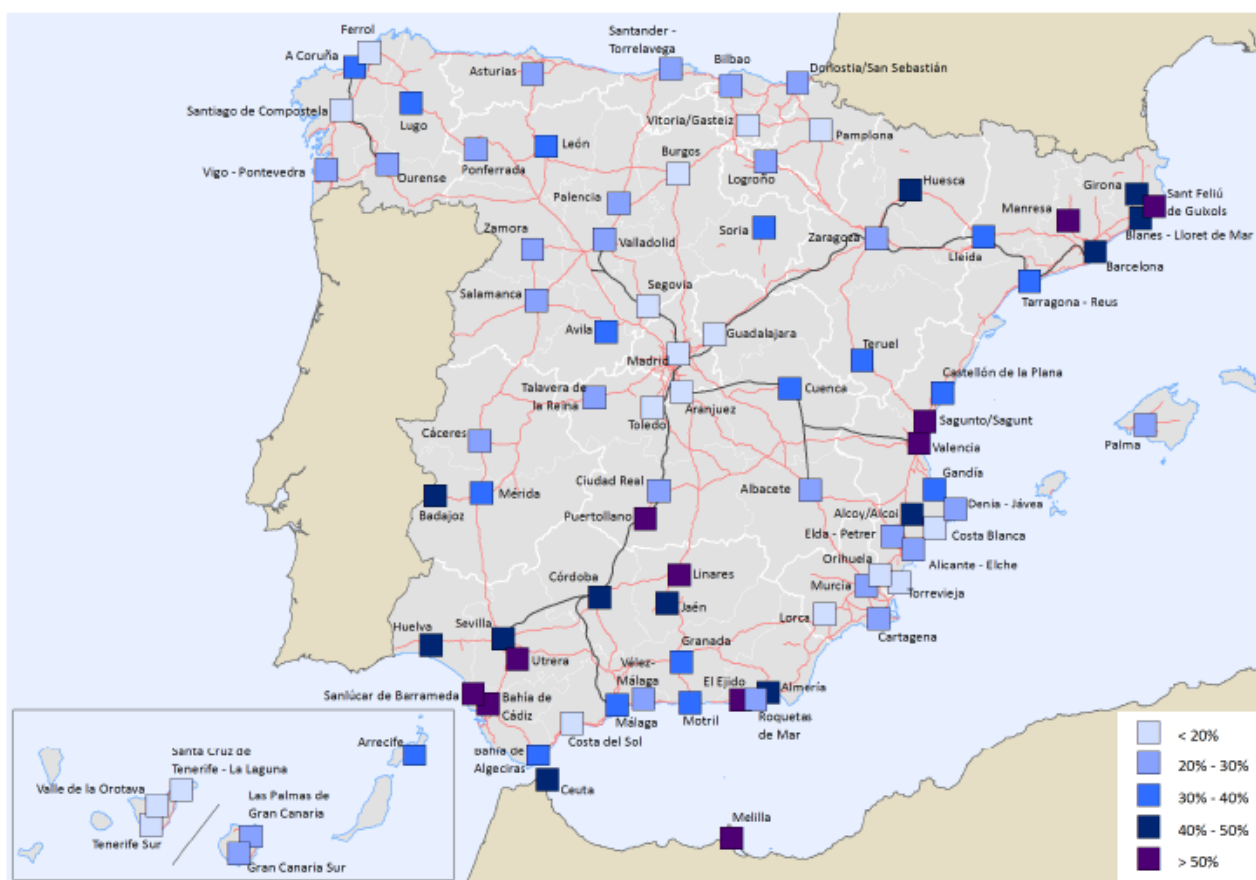 Ferrol
A Coruña
Santander -
Torrelavega
Bilbao
Asturias
Donostia/San Sebastián
Santiago de Compostela
Lugo
Vitoria/Gasteiz
Pamplona
León
Burgos
Ponferrada
Vigo - Pontevedra
Ourense
Logroño
Huesca
Girona
Sant Feliú
de Guixols
Manresa
Palencia
Blanes - Lloret de Mar
Zamora
Valladolid
Soria
Zaragoza
Lleida
Barcelona
Segovia
Salamanca
Tarragona - Reus
Avila
Guadalajara
Teruel
Madrid
Castellón de la Plana
Talavera de
la Reina
Aranjuez
Cuenca
Toledo
Sagunto/Sagunt
Cáceres
Valencia
Palma
Gandía
Ciudad Real
Albacete
Mérida
Denia - Jávea
Badajoz
Puertollano
Alcoy/Alcoi
Elda - Petrer
Costa Blanca
Orihuela
Alicante - Elche
Córdoba
Linares
Murcia
Torrevieja
Jaén
Lorca
Huelva
Sevilla
Cartagena
Granada
Utrera
Vélez-
Málaga
El Ejido
Almería
Sanlúcar de Barrameda
Bahía de
Cádiz
Málaga
Motril
Roquetas
de Mar
Costa del Sol
Bahía de
Algeciras
Ceuta
Melilla
Arrecife
Santa Cruz de
Tenerife - La Laguna
Valle de la Orotava
Las Palmas de
Gran Canaria
Tenerife Sur
Gran Canaria Sur
< 20%
20% - 30%
30% - 40%
40% - 50%
> 50%